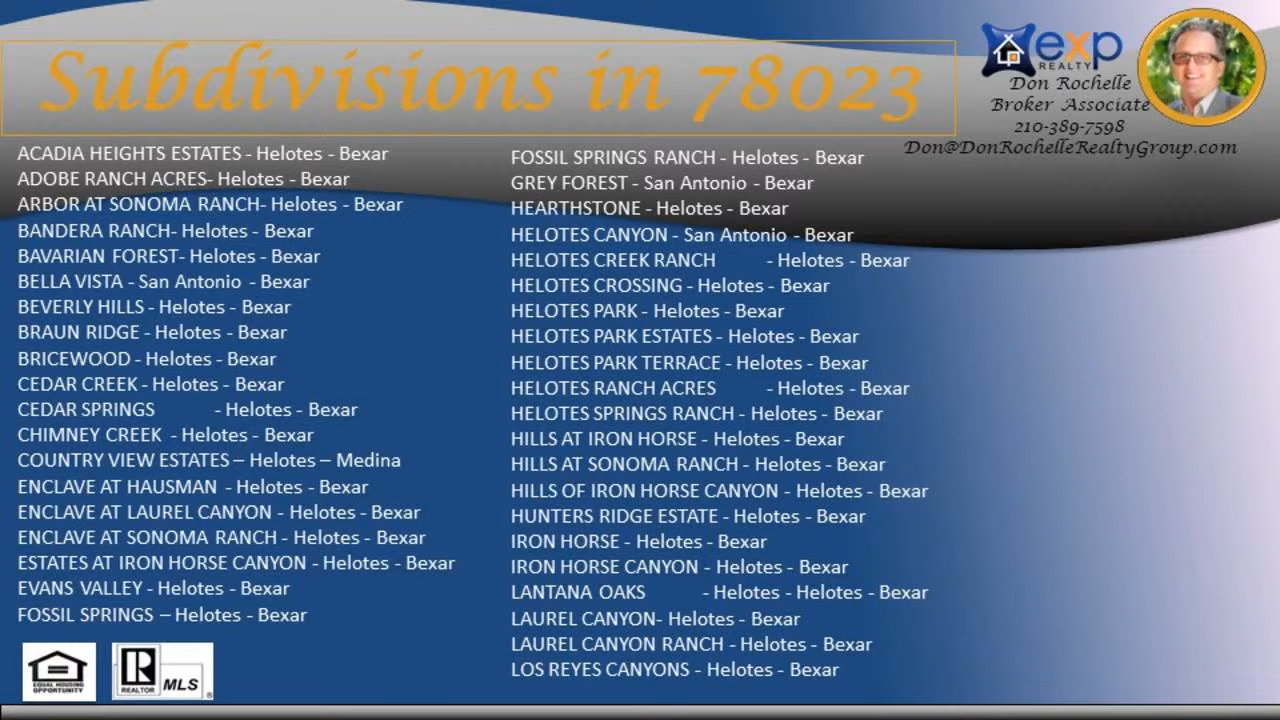 Subdivisions in 78023
exp
REALTY
Don Rochelle
Broker Associate
210-389-7598
Don@DonRochelleRealtyGroup.com
ACADIA HEIGHTS ESTATES - Helotes - Bexar
ADOBE RANCH ACRES- Helotes - Bexar
ARBOR AT SONOMA RANCH- Helotes - Bexar
BANDERA RANCH- Helotes - Bexar
BAVARIAN FOREST- Helotes - Bexar
BELLA VISTA - San Antonio - Bexar
BEVERLY HILLS - Helotes - Bexar
BRAUN RIDGE - Helotes - Bexar
BRICEWOOD - Helotes - Bexar
CEDAR CREEK - Helotes - Bexar
CEDAR SPRINGS - Helotes - Bexar
CHIMNEY CREEK - Helotes - Bexar
COUNTRY VIEW ESTATES – Helotes – Medina
ENCLAVE AT HAUSMAN - Helotes - Bexar
ENCLAVE AT LAUREL CANYON - Helotes - Bexar
ENCLAVE AT SONOMA RANCH - Helotes - Bexar
ESTATES AT IRON HORSE CANYON - Helotes - Bexar
EVANS VALLEY - Helotes - Bexar
FOSSIL SPRINGS – Helotes - Bexar
FOSSIL SPRINGS RANCH - Helotes - Bexar
GREY FOREST - San Antonio - Bexar
HEARTHSTONE - Helotes - Bexar
HELOTES CANYON - San Antonio - Bexar
HELOTES CREEK RANCH - Helotes - Bexar
HELOTES CROSSING - Helotes - Bexar
HELOTES PARK - Helotes - Bexar
HELOTES PARK ESTATES - Helotes - Bexar
HELOTES PARK TERRACE - Helotes - Bexar
HELOTES RANCH ACRES - Helotes - Bexar
HELOTES SPRINGS RANCH - Helotes - Bexar
HILLS AT IRON HORSE - Helotes - Bexar
HILLS AT SONOMA RANCH - Helotes - Bexar
HILLS OF IRON HORSE CANYON - Helotes - Bexar
HUNTERS RIDGE ESTATE - Helotes - Bexar
IRON HORSE - Helotes - Bexar
IRON HORSE CANYON - Helotes - Bexar
LANTANA OAKS - Helotes - Helotes - Bexar
LAUREL CANYON- Helotes - Bexar
LAUREL CANYON RANCH - Helotes - Bexar
LOS REYES CANYONS - Helotes - Bexar
EQUAL HOUSING
OPPORTUNITY
R
REALTOR
MLS
®